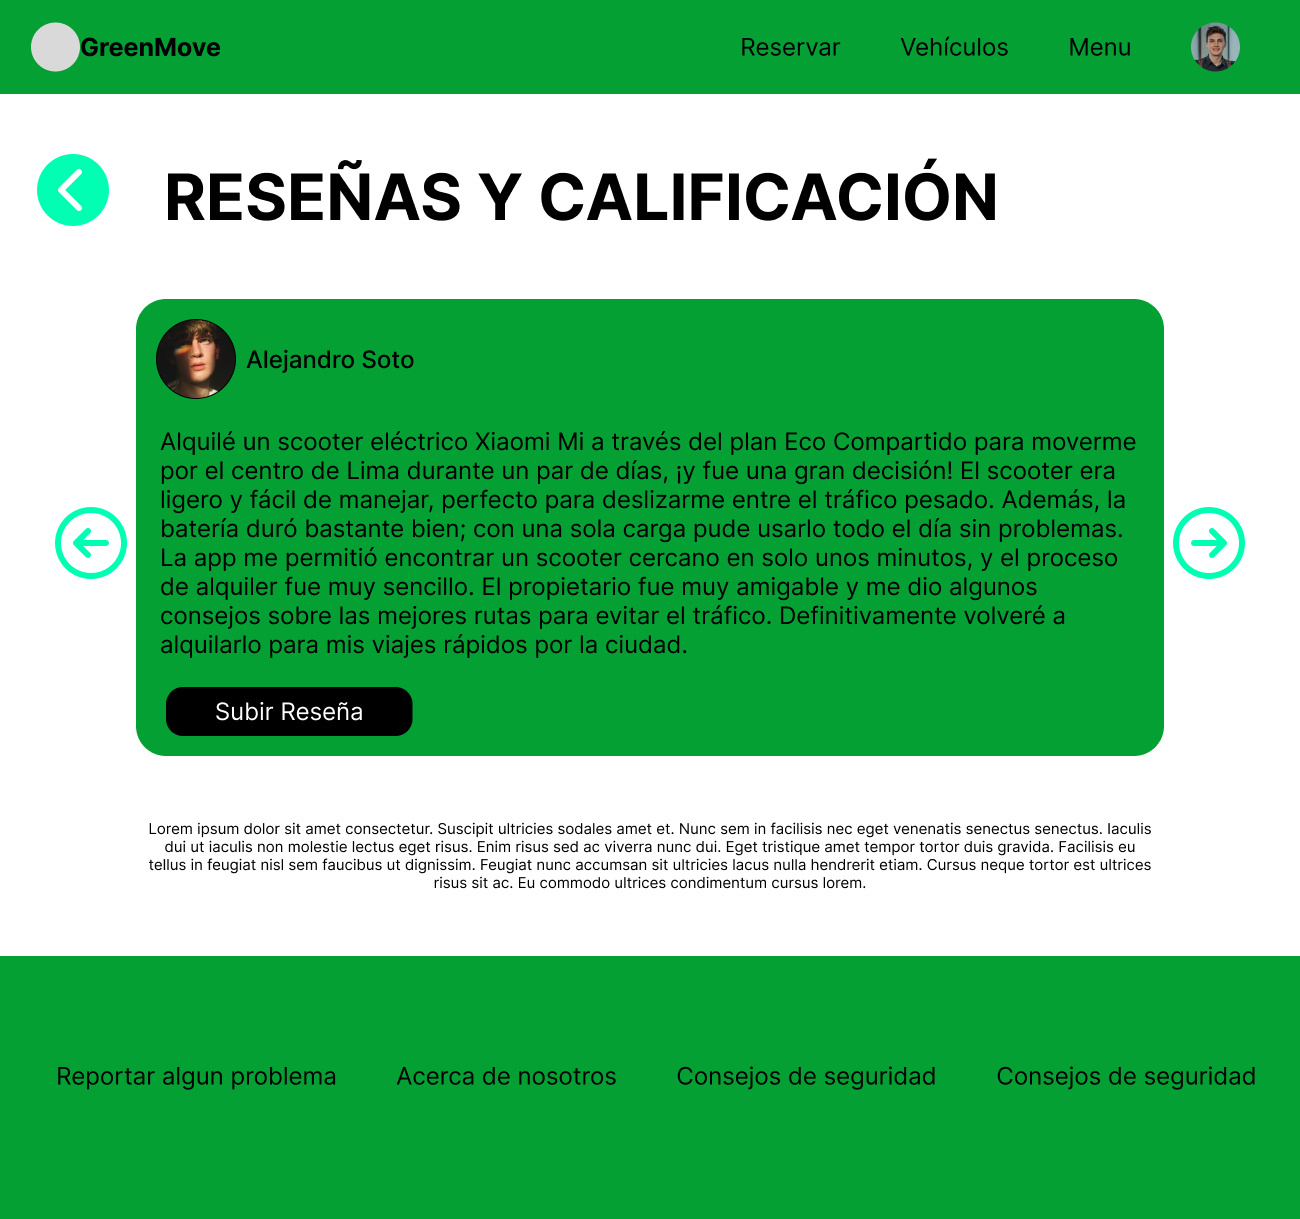 GreenMove
Reservar
Vehículos
Menu
RESEÑAS Y CALIFICACIÓN
Alejandro Soto
Alquilé un scooter eléctrico Xiaomi Mi a través del plan Eco Compartido para moverme
por el centro de Lima durante un par de días, ¡y fue una gran decisión! El scooter era
ligero y fácil de manejar, perfecto para deslizarme entre el tráfico pesado. Además, la
batería duró bastante bien; con una sola carga pude usarlo todo el día sin problemas.
La app me permitió encontrar un scooter cercano en solo unos minutos, y el proceso
de alquiler fue muy sencillo. El propietario fue muy amigable y me dio algunos
consejos sobre las mejores rutas para evitar el tráfico. Definitivamente volveré a
alquilarlo para mis viajes rápidos por la ciudad.
Subir Reseña
Lorem ipsum dolor sit amet consectetur. Suscipit ultricies sodales amet et. Nunc sem in facilisis nec eget venenatis senectus senectus. Iaculis
dui ut iaculis non molestie lectus eget risus. Enim risus sed ac viverra nunc dui. Eget tristique amet tempor tortor duis gravida. Facilisis eu
tellus in feugiat nisl sem faucibus ut dignissim. Feugiat nunc accumsan sit ultricies lacus nulla hendrerit etiam. Cursus neque tortor est ultrices
risus sit ac. Eu commodo ultrices condimentum cursus lorem.
Reportar algun problema
Acerca de nosotros
Consejos de seguridad
Consejos de seguridad